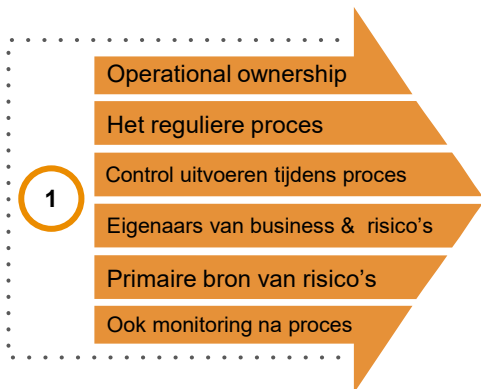 Operational ownership
Het reguliere proces
Control uitvoeren tijdens proces
1
Eigenaars van business & risico's
Primaire bron van risico's
Ook monitoring na proces